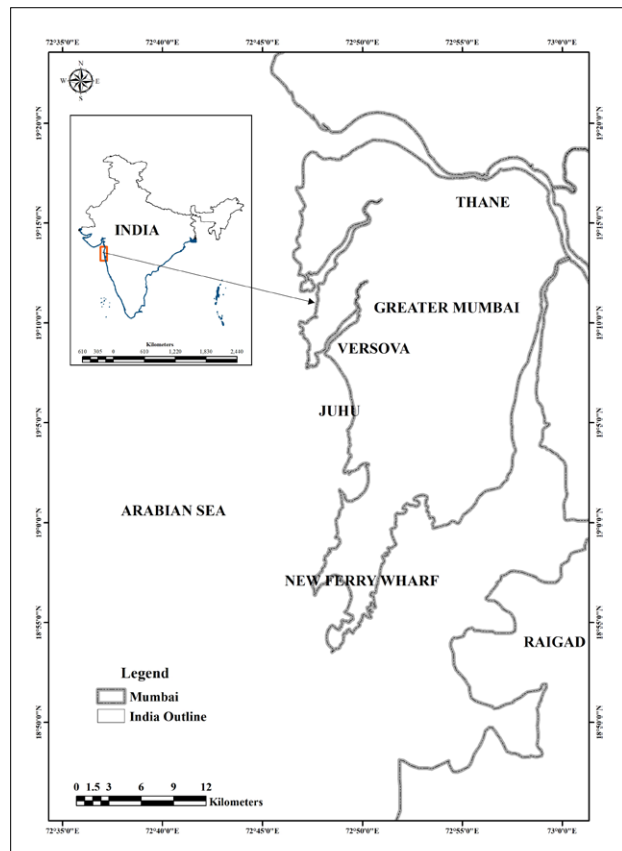 72°35'0"E 72°40'0"E 72°45'0"E 72°50'0"E 72°55'0"E 73°0'0"E
N
W E
S
19°20'0"N 19°20'0"N
THANE
19°15'0"N 19°15'0"N
INDIA
GREATER MUMBAI
19°10'0"N 19°10'0"N
VERSOVA
Kilometers
610 305 0 610 1,220 1,830 2,440
JUHU
19°5'0"N 19°5'0"N
ARABIAN SEA
19°0'0"N 19°0'0"N
NEW FERRY WHARF
18°55'0"N 18°55'0"N
RAIGAD
Legend
Mumbai
India Outline
18°50'0"N 18°50'0"N
0 1.5 3 6 9 12
Kilometers
72°35'0"E 72°40'0"E 72°45'0"E 72°50'0"E 72°55'0"E 73°0'0"E